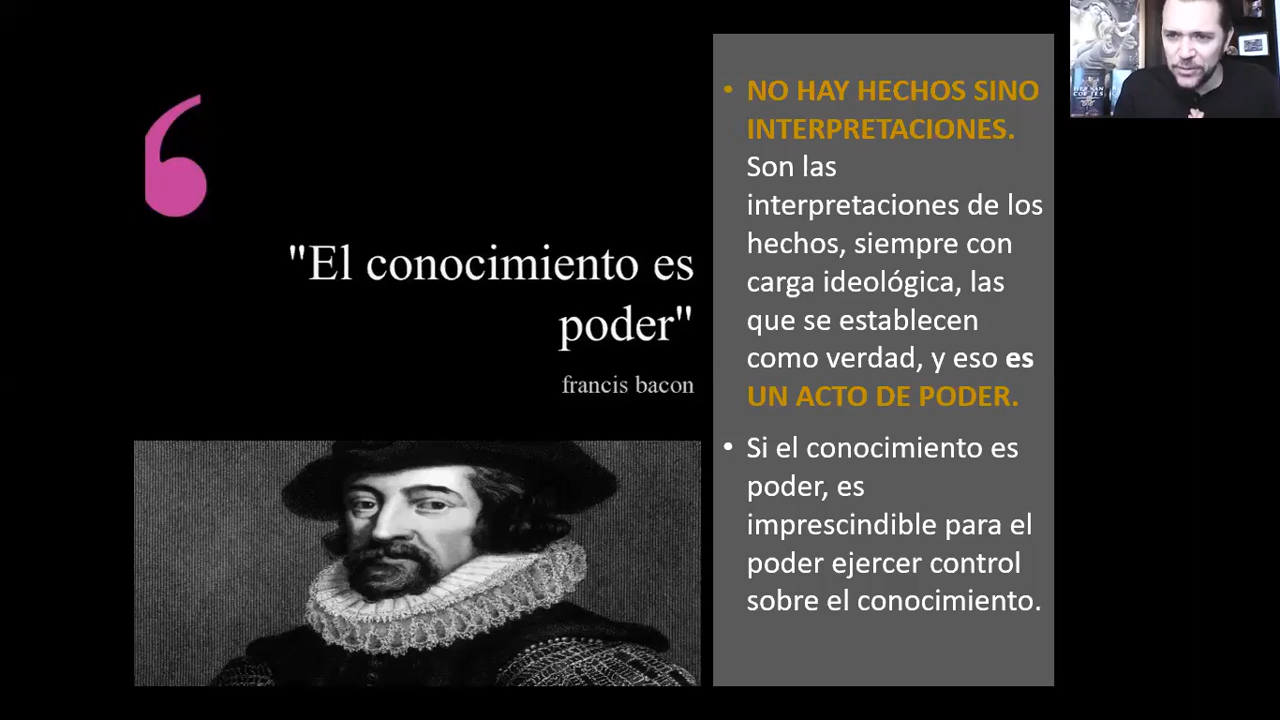 "El conocimiento es
poder"
francis bacon
• NO HAY HECHOS SINO
INTERPRETACIONES.
Son las
interpretaciones de los
hechos, siempre con
carga ideológica, las
que se establecen
como verdad, y eso es
UN ACTO DE PODER.
• Si el conocimiento es
poder, es
imprescindible para el
poder ejercer control
sobre el conocimiento.
HERNAN
CORTES